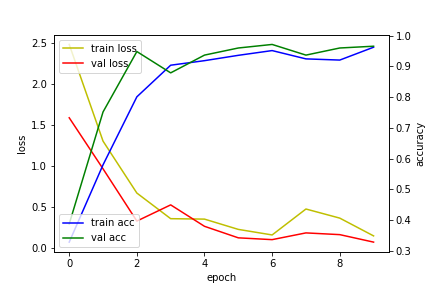 train loss
val loss
train acc
val acc
2.5
2.0
1.5
1.0
0.5
0.0
loss
1.0
0.9
0.8
0.7
0.6
0.5
0.4
0.3
accuracy
0 2 4 6 8
epoch